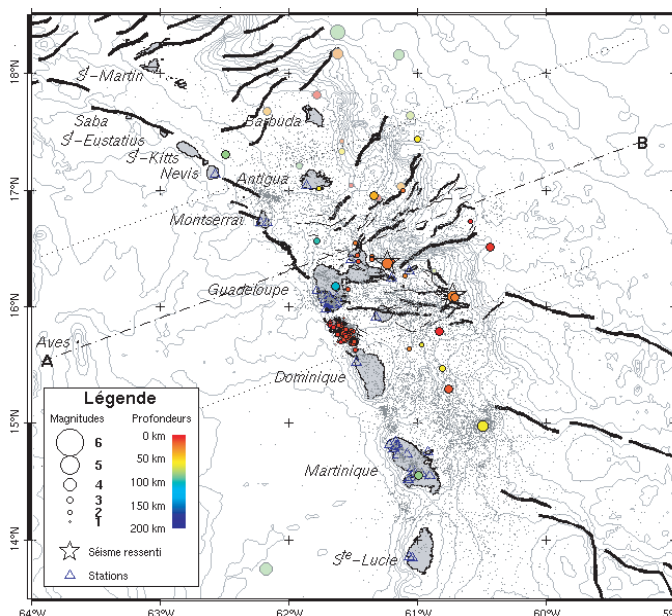 18°N
Sᵗ-Martin
Saba
Barbuda
B
Sᵗ-Eustatius
Sᵗ-Kitts
17°N
Nevis
Antigua
Montserrat
Guadeloupe
16°N
Aves
A
Dominique
Légende
Magnitudes
Profondeurs
6
5
4
3
2
1
0 km
50 km
100 km
150 km
200 km
Séisme ressenti
Stations
15°N
Martinique
14°N
Sᵗᵉ-Lucie
64°W
63°W
62°W
61°W
60°W